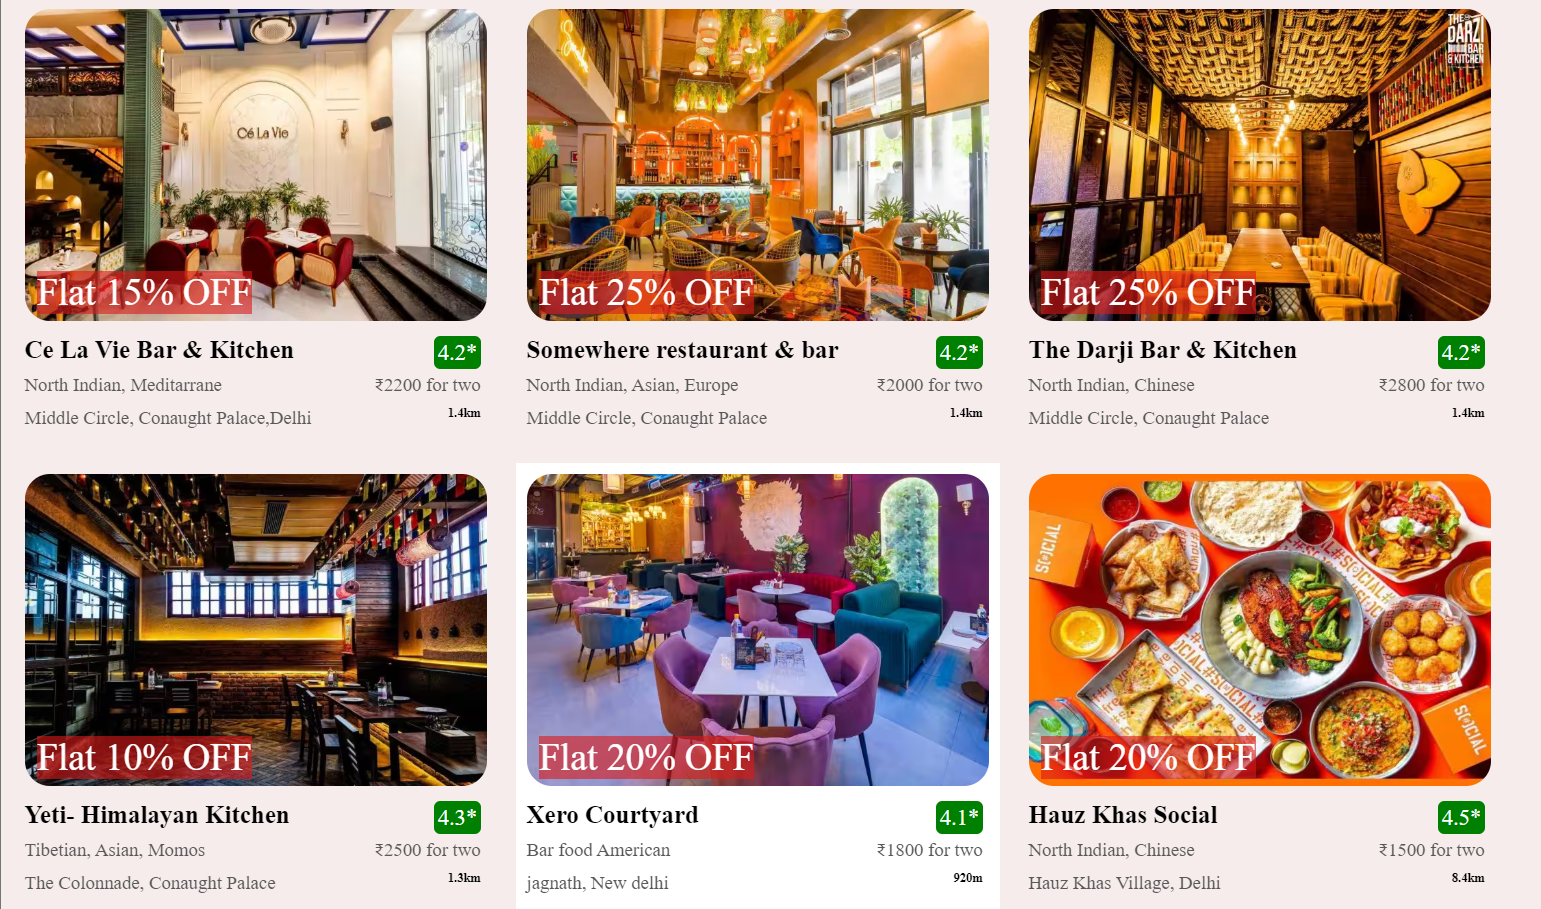 Cé La Vie
THE
DARZI
BAR
& KITCHEN
Flat 15% OFF
Flat 25% OFF
Flat 25% OFF
Ce La Vie Bar & Kitchen
4.2*
Somewhere restaurant & bar
4.2*
The Darji Bar & Kitchen
4.2*
North Indian, Meditarrane
₹2200 for two
North Indian, Asian, Europe
₹2000 for two
North Indian, Chinese
₹2800 for two
Middle Circle, Conaught Palace,Delhi
1.4km
Middle Circle, Conaught Palace
1.4km
Middle Circle, Conaught Palace
1.4km
Flat 10% OFF
Flat 20% OFF
Flat 20% OFF
Yeti- Himalayan Kitchen
4.3*
Xero Courtyard
4.1*
Hauz Khas Social
4.5*
Tibetian, Asian, Momos
₹2500 for two
Bar food American
₹1800 for two
North Indian, Chinese
₹1500 for two
The Colonnade, Conaught Palace
1.3km
jagnath, New delhi
920m
Hauz Khas Village, Delhi
8.4km